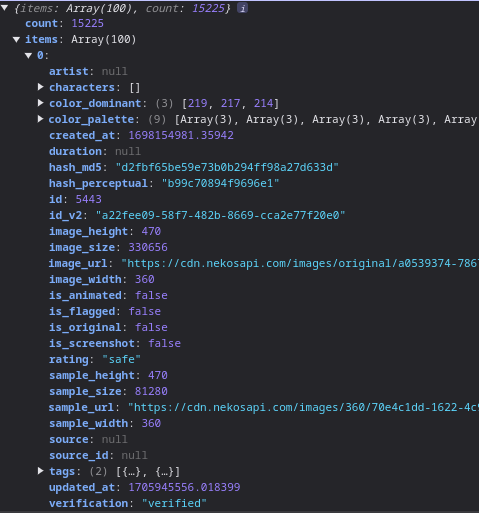 {items: Array(100), count: 15225} i
count: 15225
items: Array(100)
0:
artist: null
characters: []
color_dominant: (3) [219, 217, 214]
color_palette: (9) [Array(3), Array(3), Array(3), Array(3), Array
created_at: 1698154981.35942
duration: null
hash_md5: "d2fbf65be59e73b0b294ff98a27d633d"
hash_perceptual: "b99c70894f9696e1"
id: 5443
id_v2: "a22fee09-58f7-482b-8669-cca2e77f20e0"
image_height: 470
image_size: 330656
image_url: "https://cdn.nekosapi.com/images/original/a0539374-786
image_width: 360
is_animated: false
is_flagged: false
is_original: false
is_screenshot: false
rating: "safe"
sample_height: 470
sample_size: 81280
sample_url: "https://cdn.nekosapi.com/images/360/70e4c1dd-1622-4c
sample_width: 360
source: null
source_id: null
tags: (2) [{…}, {…}]
updated_at: 1705945556.018399
verification: "verified"